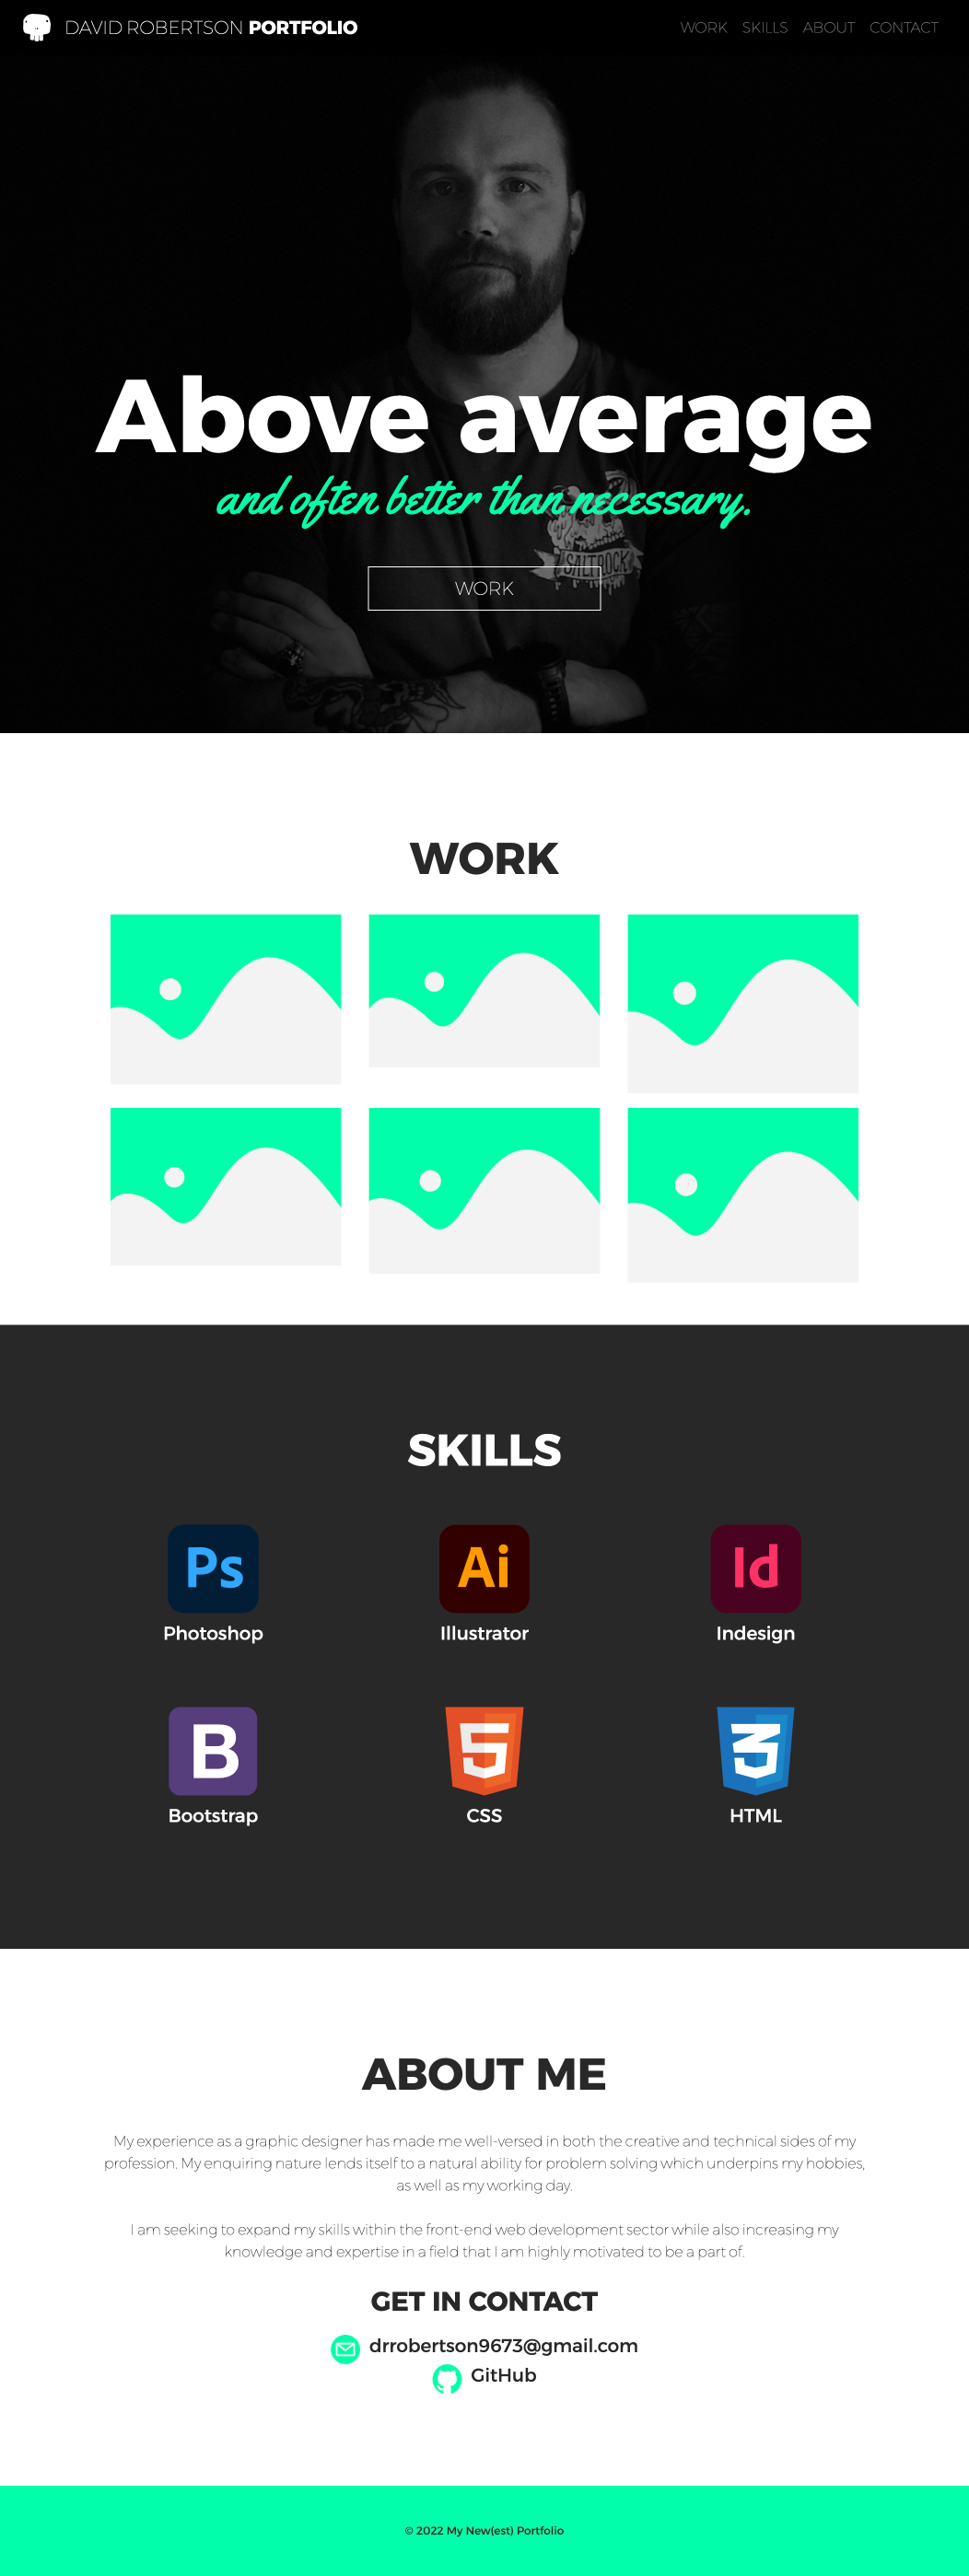 DAVID ROBERTSON PORTFOLIO
WORK SKILLS ABOUT CONTACT
Above average
and often better than necessary.
SALTROCK
WORK
WORK
SKILLS
Ps Ai Id
Photoshop Illustrator Indesign
B 5 3
Bootstrap CSS HTML
ABOUT ME
My experience as a graphic designer has made me well-versed in both the creative and technical sides of my
profession. My enquiring nature lends itself to a natural ability for problem solving which underpins my hobbies,
as well as my working day.
I am seeking to expand my skills within the front-end web development sector while also increasing my
knowledge and expertise in a field that I am highly motivated to be a part of.
GET IN CONTACT
drrobertson9673@gmail.com
GitHub
© 2022 My New(est) Portfolio